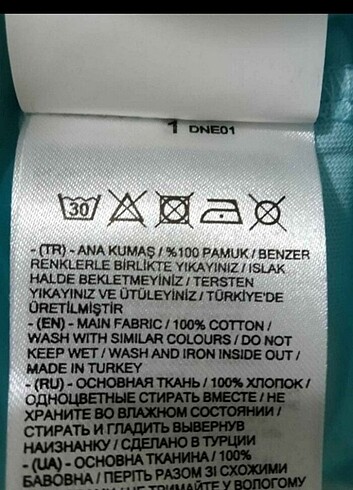 1 DNE01
30
- (TR) - ANA KUMAŞ / %100 PAMUK / BENZER
RENKLERLE BİRLİKTE YIKAYINIZ / ISLAK
HALDE BEKLETMEYİNİZ / TERSTEN
YIKAYINIZ VE ÜTÜLEYİNİZ / TÜRKİYE'DE
ÜRETİLMİŞTİR
- (EN) - MAIN FABRIC / 100% COTTON /
WASH WITH SIMILAR COLOURS / DO NOT
KEEP WET / WASH AND IRON INSIDE OUT /
MADE IN TURKEY
- (RU) - ОСНОВНАЯ ТКАНЬ / 100% ХЛОПОК /
ОДНОЦВЕТНЫЕ СТИРАТЬ ВМЕСТЕ / НЕ
ХРАНИТЕ ВО ВЛАЖНОМ СОСТОЯНИИ /
СТИРАТЬ И ГЛАДИТЬ ВЫВЕРНУВ
НАИЗНАНКУ / СДЕЛАНО В ТУРЦИИ
- (UA) - ОСНОВНА ТКАНИНА / 100%
БАВОВНА / ПЕРІТЬ РАЗОМ ЗІ СХОЖИМИ
НЕ ТРИМАЙТЕ У ВОЛОГОМУ